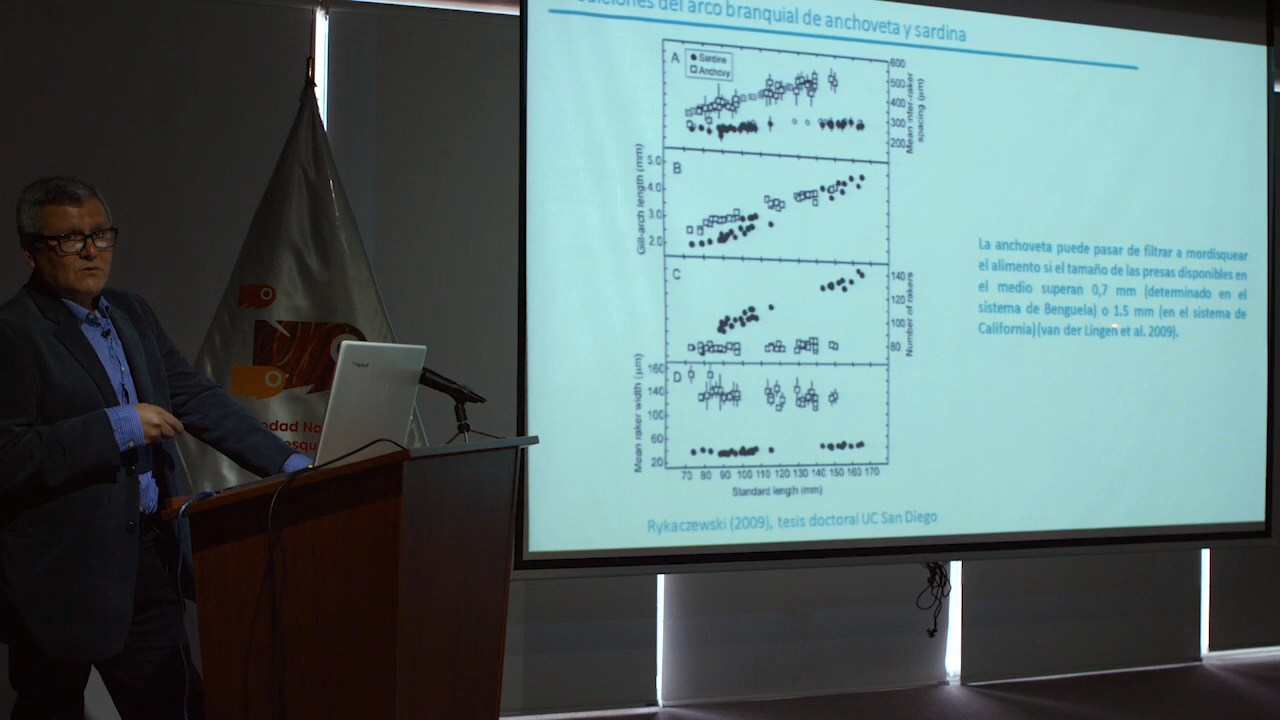 del arco branquial de anchoveta y sardina
A
Sardine
Anchovy
600
500
400
300
200
Mean inter-raker
spacing (µm)
B
5.0
4.0
3.0
2.0
Gill-arch length (mm)
C
140
120
100
80
Number of rakers
D
160
140
100
60
20
Mean raker width (µm)
70 80 90 100 110 120 130 140 150 160 170
Standard length (mm)
La anchoveta puede pasar de filtrar a mordisquear
el alimento si el tamaño de las presas disponibles en
el medio superan 0,7 mm (determinado en el
sistema de Benguela) o 1.5 mm (en el sistema de
California)(van der Lingen et al. 2009).
Rykaczewski (2009), tesis doctoral UC San Diego